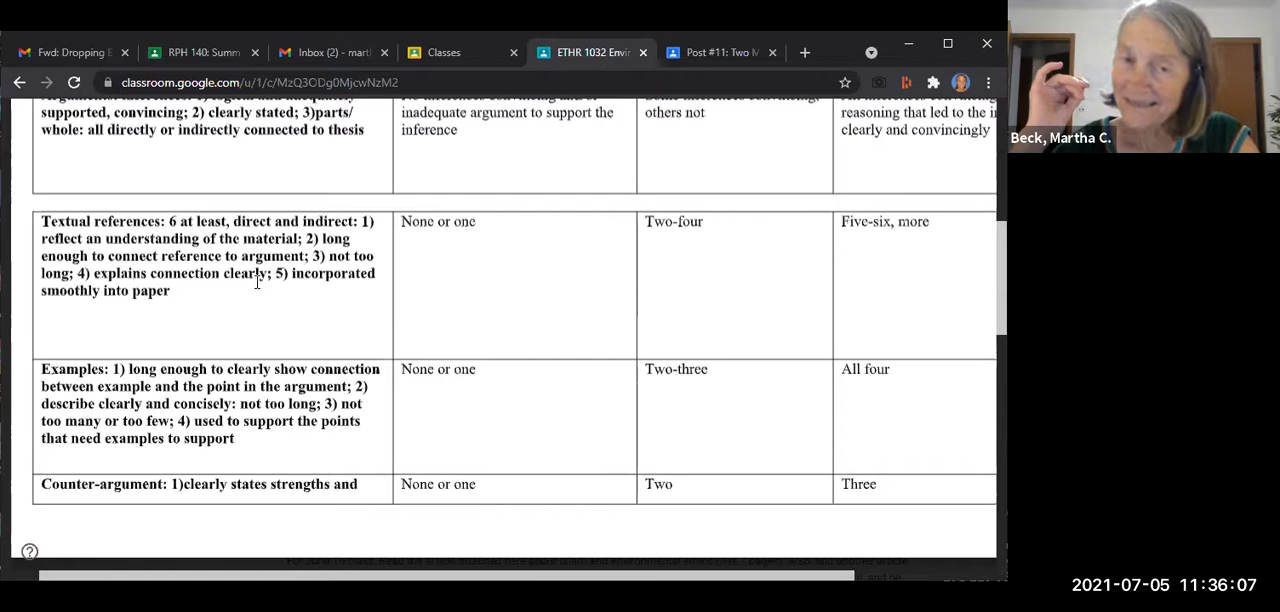 Fwd: Dropping E
RPH 140: Summ
Inbox (2) - mart
Classes
ETHR 1032 Envi
Post #11: Two M
classroom.google.com/u/1/c/MzQ3ODg0MjcwNzM2
supported, convincing; 2) clearly stated; 3)parts/
whole: all directly or indirectly connected to thesis
inadequate argument to support the
inference
others not
reasoning that led to the i
clearly and convincingly
Beck, Martha C.
Textual references: 6 at least, direct and indirect: 1)
reflect an understanding of the material; 2) long
enough to connect reference to argument; 3) not too
long; 4) explains connection clearly; 5) incorporated
smoothly into paper
None or one
Two-four
Five-six, more
Examples: 1) long enough to clearly show connection
between example and the point in the argument; 2)
describe clearly and concisely: not too long; 3) not
too many or too few; 4) used to support the points
that need examples to support
None or one
Two-three
All four
Counter-argument: 1)clearly states strengths and
None or one
Two
Three
2021-07-05 11:36:07